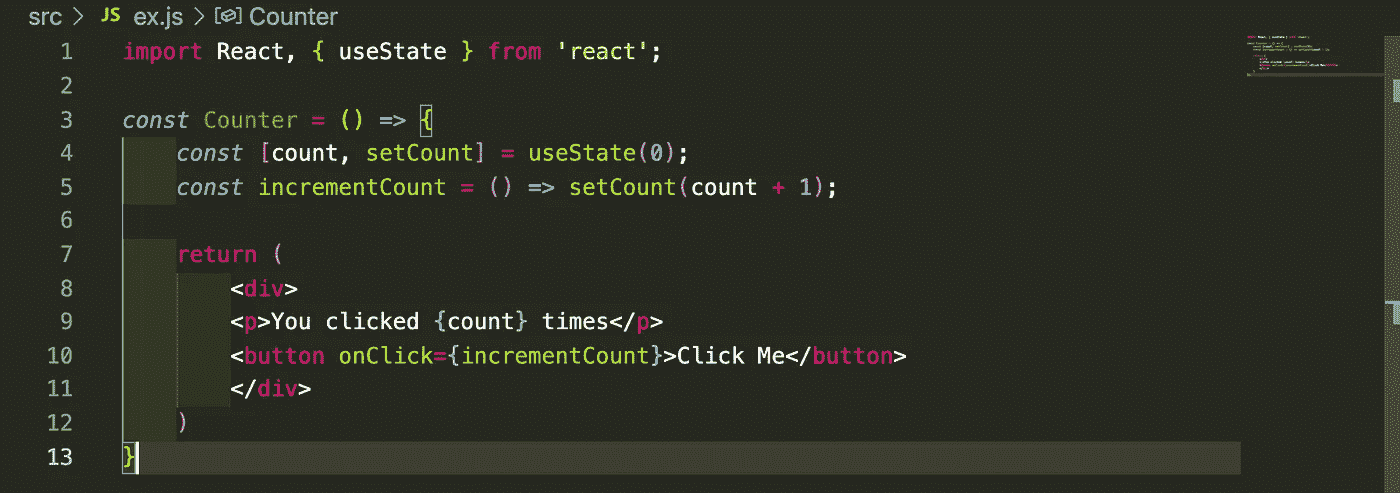 src > JS ex.js > Counter
1 import React, { useState } from 'react';
2
3 const Counter = () => {
4     const [count, setCount] = useState(0);
5     const incrementCount = () => setCount(count + 1);
6
7     return (
8         <div>
9         <p>You clicked {count} times</p>
10         <button onClick={incrementCount}>Click Me</button>
11         </div>
12     )
13 }